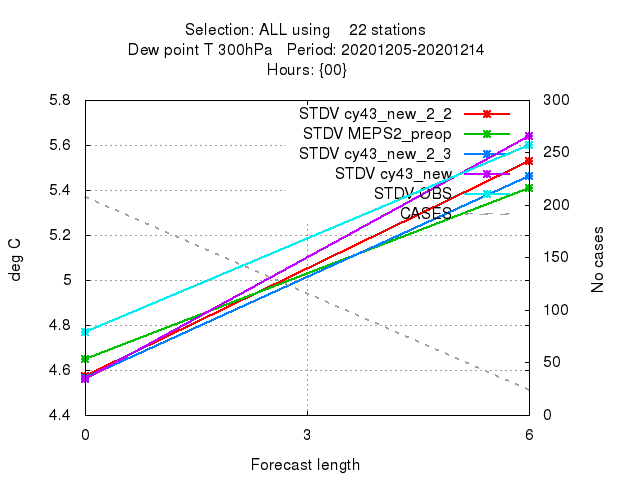 Selection: ALL using    22 stations
Dew point T 300hPa   Period: 20201205-20201214
Hours: {00}
5.8
5.6
5.4
5.2
5
4.8
4.6
4.4
deg C
300
250
200
150
100
50
0
No cases
STDV cy43_new_2_2
STDV MEPS2_preop
STDV cy43_new_2_3
STDV cy43_new
STDV OBS
CASES
0 3 6
Forecast length